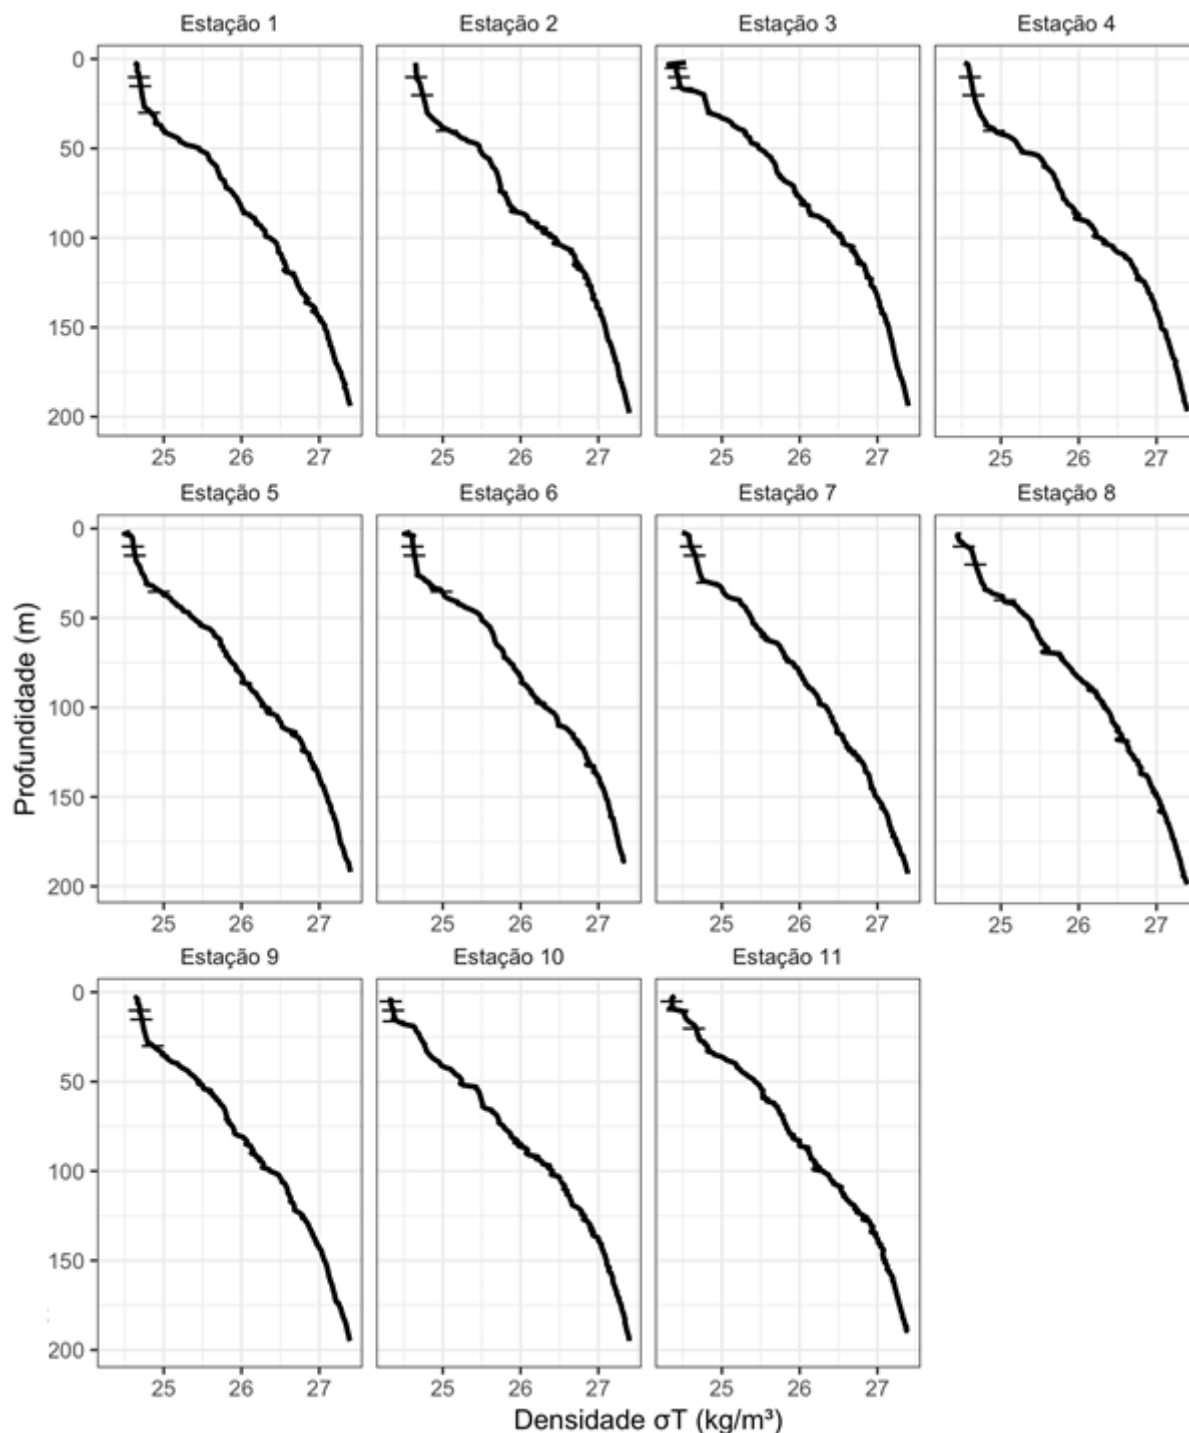 Estação 1 Estação 2 Estação 3 Estação 4
0
50
100
150
200
25 26 27 25 26 27 25 26 27 25 26 27
Estação 5 Estação 6 Estação 7 Estação 8
0
50
100
150
200
25 26 27 25 26 27 25 26 27 25 26 27
Profundidade (m)
Estação 9 Estação 10 Estação 11
0
50
100
150
200
25 26 27 25 26 27 25 26 27
Densidade σT (kg/m³)